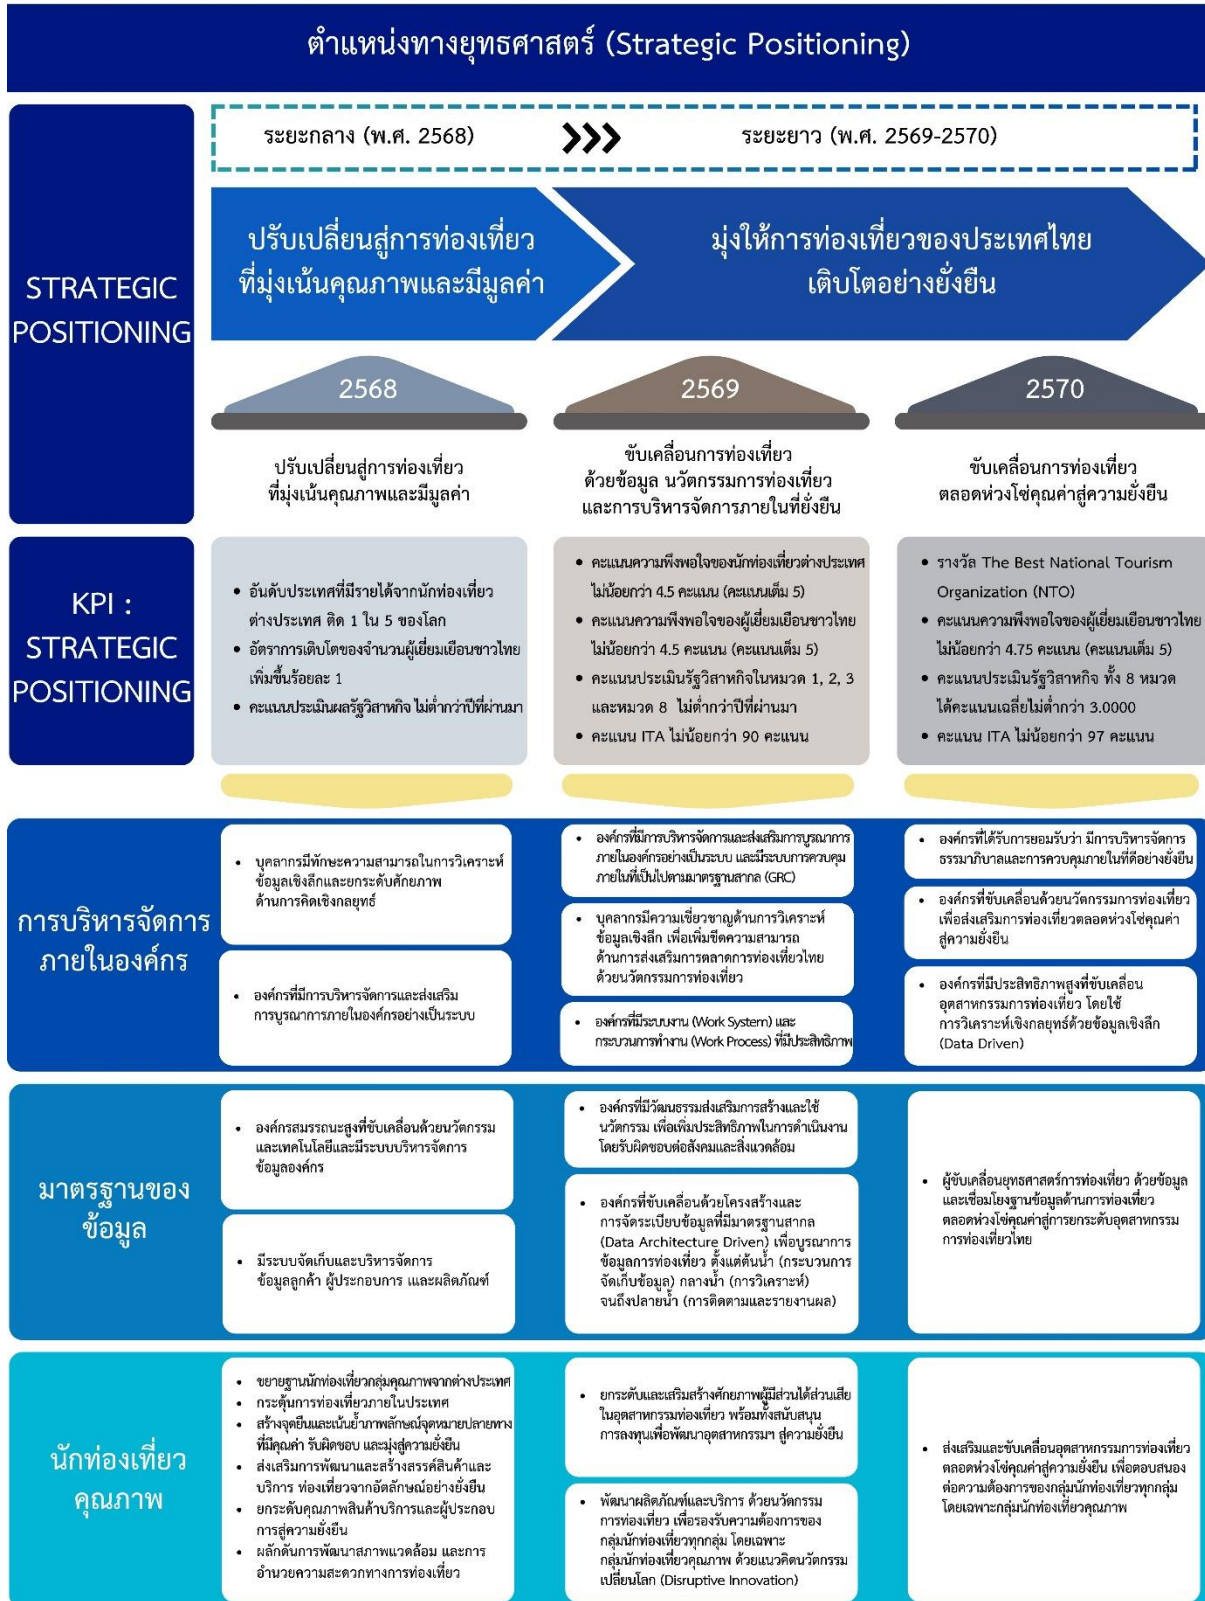 ตำแหน่งทางยุทธศาสตร์ (Strategic Positioning)
STRATEGIC
POSITIONING
ระยะกลาง (พ.ศ. 2568)
ระยะยาว (พ.ศ. 2569-2570)
ปรับเปลี่ยนสู่การท่องเที่ยว
ที่มุ่งเน้นคุณภาพและมีมูลค่า
มุ่งให้การท่องเที่ยวของประเทศไทย
เติบโตอย่างยั่งยืน
2568
ปรับเปลี่ยนสู่การท่องเที่ยว
ที่มุ่งเน้นคุณภาพและมีมูลค่า
2569
ขับเคลื่อนการท่องเที่ยว
ด้วยข้อมูล นวัตกรรมการท่องเที่ยว
และการบริหารจัดการภายในที่ยั่งยืน
2570
ขับเคลื่อนการท่องเที่ยว
ตลอดห่วงโซ่คุณค่าสู่ความยั่งยืน
KPI :
STRATEGIC
POSITIONING
• อันดับประเทศที่มีรายได้จากนักท่องเที่ยว
ต่างประเทศ ติด 1 ใน 5 ของโลก
• อัตราการเติบโตของจำนวนผู้เยี่ยมเยือนชาวไทย
เพิ่มขึ้นร้อยละ 1
• คะแนนประเมินผลรัฐวิสาหกิจ ไม่ต่ำกว่าปีที่ผ่านมา
• คะแนนความพึงพอใจของนักท่องเที่ยวต่างประเทศ
ไม่น้อยกว่า 4.5 คะแนน (คะแนนเต็ม 5)
• คะแนนความพึงพอใจของผู้เยี่ยมเยือนชาวไทย
ไม่น้อยกว่า 4.5 คะแนน (คะแนนเต็ม 5)
• คะแนนประเมินรัฐวิสาหกิจในหมวด 1, 2, 3
และหมวด 8 ไม่ต่ำกว่าปีที่ผ่านมา
• คะแนน ITA ไม่น้อยกว่า 90 คะแนน
• รางวัล The Best National Tourism
Organization (NTO)
• คะแนนความพึงพอใจของผู้เยี่ยมเยือนชาวไทย
ไม่น้อยกว่า 4.75 คะแนน (คะแนนเต็ม 5)
• คะแนนประเมินรัฐวิสาหกิจ ทั้ง 8 หมวด
ได้คะแนนเฉลี่ยไม่ต่ำกว่า 3.0000
• คะแนน ITA ไม่น้อยกว่า 97 คะแนน
การบริหารจัดการ
ภายในองค์กร
• บุคลากรมีทักษะความสามารถในการวิเคราะห์
ข้อมูลเชิงลึกและยกระดับศักยภาพ
ด้านการคิดเชิงกลยุทธ์
• องค์กรที่มีการบริหารจัดการและส่งเสริม
การบูรณาการภายในองค์กรอย่างเป็นระบบ
• องค์กรที่มีการบริหารจัดการและส่งเสริมการบูรณาการ
ภายในองค์กรอย่างเป็นระบบ และมีระบบการควบคุม
ภายในที่เป็นไปตามมาตรฐานสากล (GRC)
• บุคลากรมีความเชี่ยวชาญด้านการวิเคราะห์
ข้อมูลเชิงลึก เพื่อเพิ่มขีดความสามารถ
ด้านการส่งเสริมการตลาดการท่องเที่ยวไทย
ด้วยนวัตกรรมการท่องเที่ยว
• องค์กรที่มีระบบงาน (Work System) และ
กระบวนการทำงาน (Work Process) ที่มีประสิทธิภาพ
• องค์กรที่ได้รับการยอมรับว่า มีการบริหารจัดการ
ธรรมาภิบาลและการควบคุมภายในที่ดีอย่างยั่งยืน
• องค์กรที่ขับเคลื่อนด้วยนวัตกรรมการท่องเที่ยว
เพื่อส่งเสริมการท่องเที่ยวตลอดห่วงโซ่คุณค่า
สู่ความยั่งยืน
• องค์กรที่มีประสิทธิภาพสูงที่ขับเคลื่อน
อุตสาหกรรมการท่องเที่ยว โดยใช้
การวิเคราะห์เชิงกลยุทธ์ด้วยข้อมูลเชิงลึก
(Data Driven)
มาตรฐานของ
ข้อมูล
• องค์กรสมรรถนะสูงที่ขับเคลื่อนด้วยนวัตกรรม
และเทคโนโลยีและมีระบบบริหารจัดการ
ข้อมูลองค์กร
• มีระบบจัดเก็บและบริหารจัดการ
ข้อมูลลูกค้า ผู้ประกอบการ และผลิตภัณฑ์
• องค์กรที่มีวัฒนธรรมส่งเสริมการสร้างและใช้
นวัตกรรม เพื่อเพิ่มประสิทธิภาพในการดำเนินงาน
โดยรับผิดชอบต่อสังคมและสิ่งแวดล้อม
• องค์กรที่ขับเคลื่อนด้วยโครงสร้างและ
การจัดระเบียบข้อมูลที่มีมาตรฐานสากล
(Data Architecture Driven) เพื่อบูรณาการ
ข้อมูลการท่องเที่ยว ตั้งแต่ต้นน้ำ (กระบวนการ
จัดเก็บข้อมูล) กลางน้ำ (การวิเคราะห์)
จนถึงปลายน้ำ (การติดตามและรายงานผล)
• ผู้ขับเคลื่อนยุทธศาสตร์การท่องเที่ยว ด้วยข้อมูล
และเชื่อมโยงฐานข้อมูลด้านการท่องเที่ยว
ตลอดห่วงโซ่คุณค่าสู่การยกระดับอุตสาหกรรม
การท่องเที่ยวไทย
นักท่องเที่ยว
คุณภาพ
• ขยายฐานนักท่องเที่ยวกลุ่มคุณภาพจากต่างประเทศ
• กระตุ้นการท่องเที่ยวภายในประเทศ
• สร้างจุดยืนและเน้นย้ำภาพลักษณ์จุดหมายปลายทาง
ที่มีคุณค่า รับผิดชอบ และมุ่งสู่ความยั่งยืน
• ส่งเสริมการพัฒนาและสร้างสรรค์สินค้าและ
บริการ ท่องเที่ยวจากอัตลักษณ์อย่างยั่งยืน
• ยกระดับคุณภาพสินค้าบริการและผู้ประกอบ
การสู่ความยั่งยืน
• ผลักดันการพัฒนาสภาพแวดล้อม และการ
อำนวยความสะดวกทางการท่องเที่ยว
• ยกระดับและเสริมสร้างศักยภาพผู้มีส่วนได้ส่วนเสีย
ในอุตสาหกรรมท่องเที่ยว พร้อมทั้งสนับสนุน
การลงทุนเพื่อพัฒนาอุตสาหกรรมฯ สู่ความยั่งยืน
• พัฒนาผลิตภัณฑ์และบริการ ด้วยนวัตกรรม
การท่องเที่ยว เพื่อรองรับความต้องการของ
กลุ่มนักท่องเที่ยวทุกกลุ่ม โดยเฉพาะ
กลุ่มนักท่องเที่ยวคุณภาพ ด้วยแนวคิดนวัตกรรม
เปลี่ยนโลก (Disruptive Innovation)
• ส่งเสริมและขับเคลื่อนอุตสาหกรรมการท่องเที่ยว
ตลอดห่วงโซ่คุณค่าสู่ความยั่งยืน เพื่อตอบสนอง
ต่อความต้องการของกลุ่มนักท่องเที่ยวทุกกลุ่ม
โดยเฉพาะกลุ่มนักท่องเที่ยวคุณภาพ